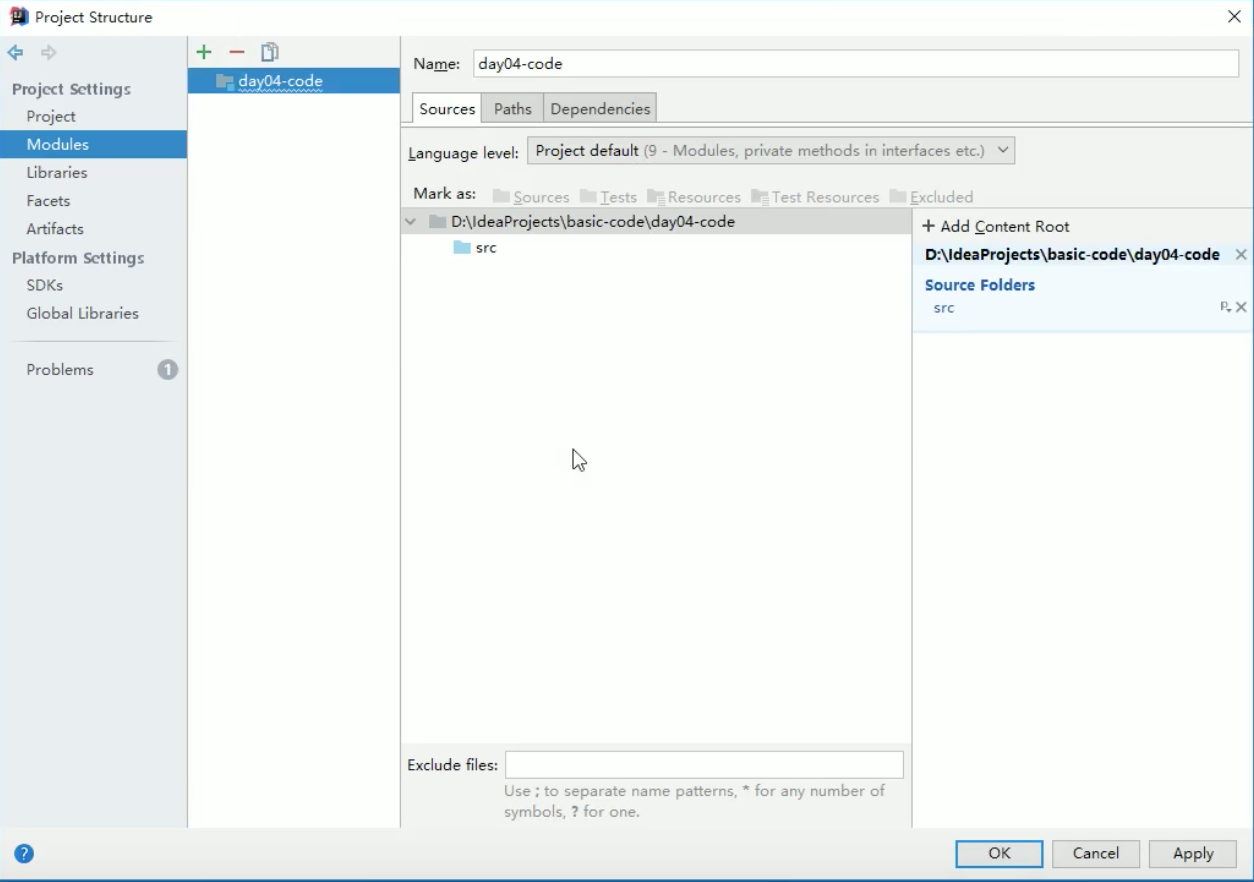 Project Structure
Project Settings
Project
Modules
Libraries
Facets
Artifacts
Platform Settings
SDKs
Global Libraries
Problems 1
day04-code
Name: day04-code
Sources Paths Dependencies
Language level: Project default (9 - Modules, private methods in interfaces etc.)
Mark as: Sources Tests Resources Test Resources Excluded
D:\IdeaProjects\basic-code\day04-code
src
Exclude files:
Use ; to separate name patterns, * for any number of
symbols, ? for one.
+ Add Content Root
D:\IdeaProjects\basic-code\day04-code
Source Folders
src
OK Cancel Apply